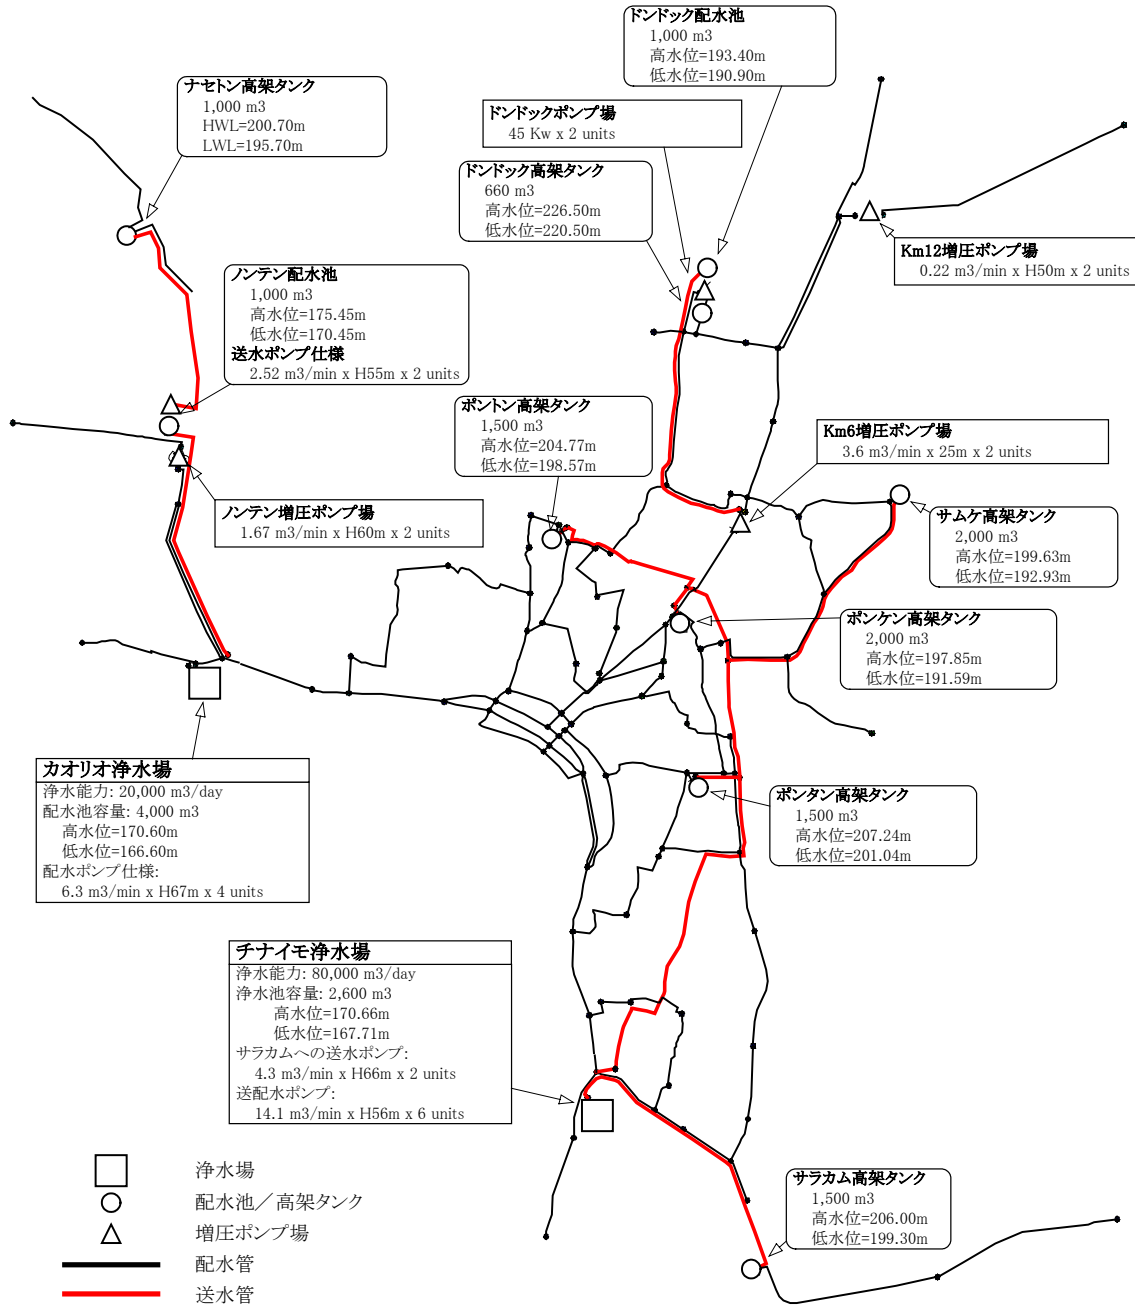 ドンドック配水池
1,000 m3
高水位=193.40m
低水位=190.90m
ナセトン高架タンク
1,000 m3
HWL=200.70m
LWL=195.70m
ドンドックポンプ場
45 Kw x 2 units
ドンドック高架タンク
660 m3
高水位=226.50m
低水位=220.50m
Km12増圧ポンプ場
0.22 m3/min x H50m x 2 units
ノンテン配水池
1,000 m3
高水位=175.45m
低水位=170.45m
送水ポンプ仕様
2.52 m3/min x H55m x 2 units
ポントン高架タンク
1,500 m3
高水位=204.77m
低水位=198.57m
Km6増圧ポンプ場
3.6 m3/min x 25m x 2 units
ノンテン増圧ポンプ場
1.67 m3/min x H60m x 2 units
サムケ高架タンク
2,000 m3
高水位=199.63m
低水位=192.93m
ポンケン高架タンク
2,000 m3
高水位=197.85m
低水位=191.59m
カオリオ浄水場
浄水能力: 20,000 m3/day
配水池容量: 4,000 m3
高水位=170.60m
低水位=166.60m
配水ポンプ仕様:
6.3 m3/min x H67m x 4 units
ポンタン高架タンク
1,500 m3
高水位=207.24m
低水位=201.04m
チナイモ浄水場
浄水能力: 80,000 m3/day
浄水池容量: 2,600 m3
高水位=170.66m
低水位=167.71m
サラカムへの送水ポンプ:
4.3 m3/min x H66m x 2 units
送配水ポンプ:
14.1 m3/min x H56m x 6 units
サラカム高架タンク
1,500 m3
高水位=206.00m
低水位=199.30m
浄水場
配水池／高架タンク
増圧ポンプ場
配水管
送水管